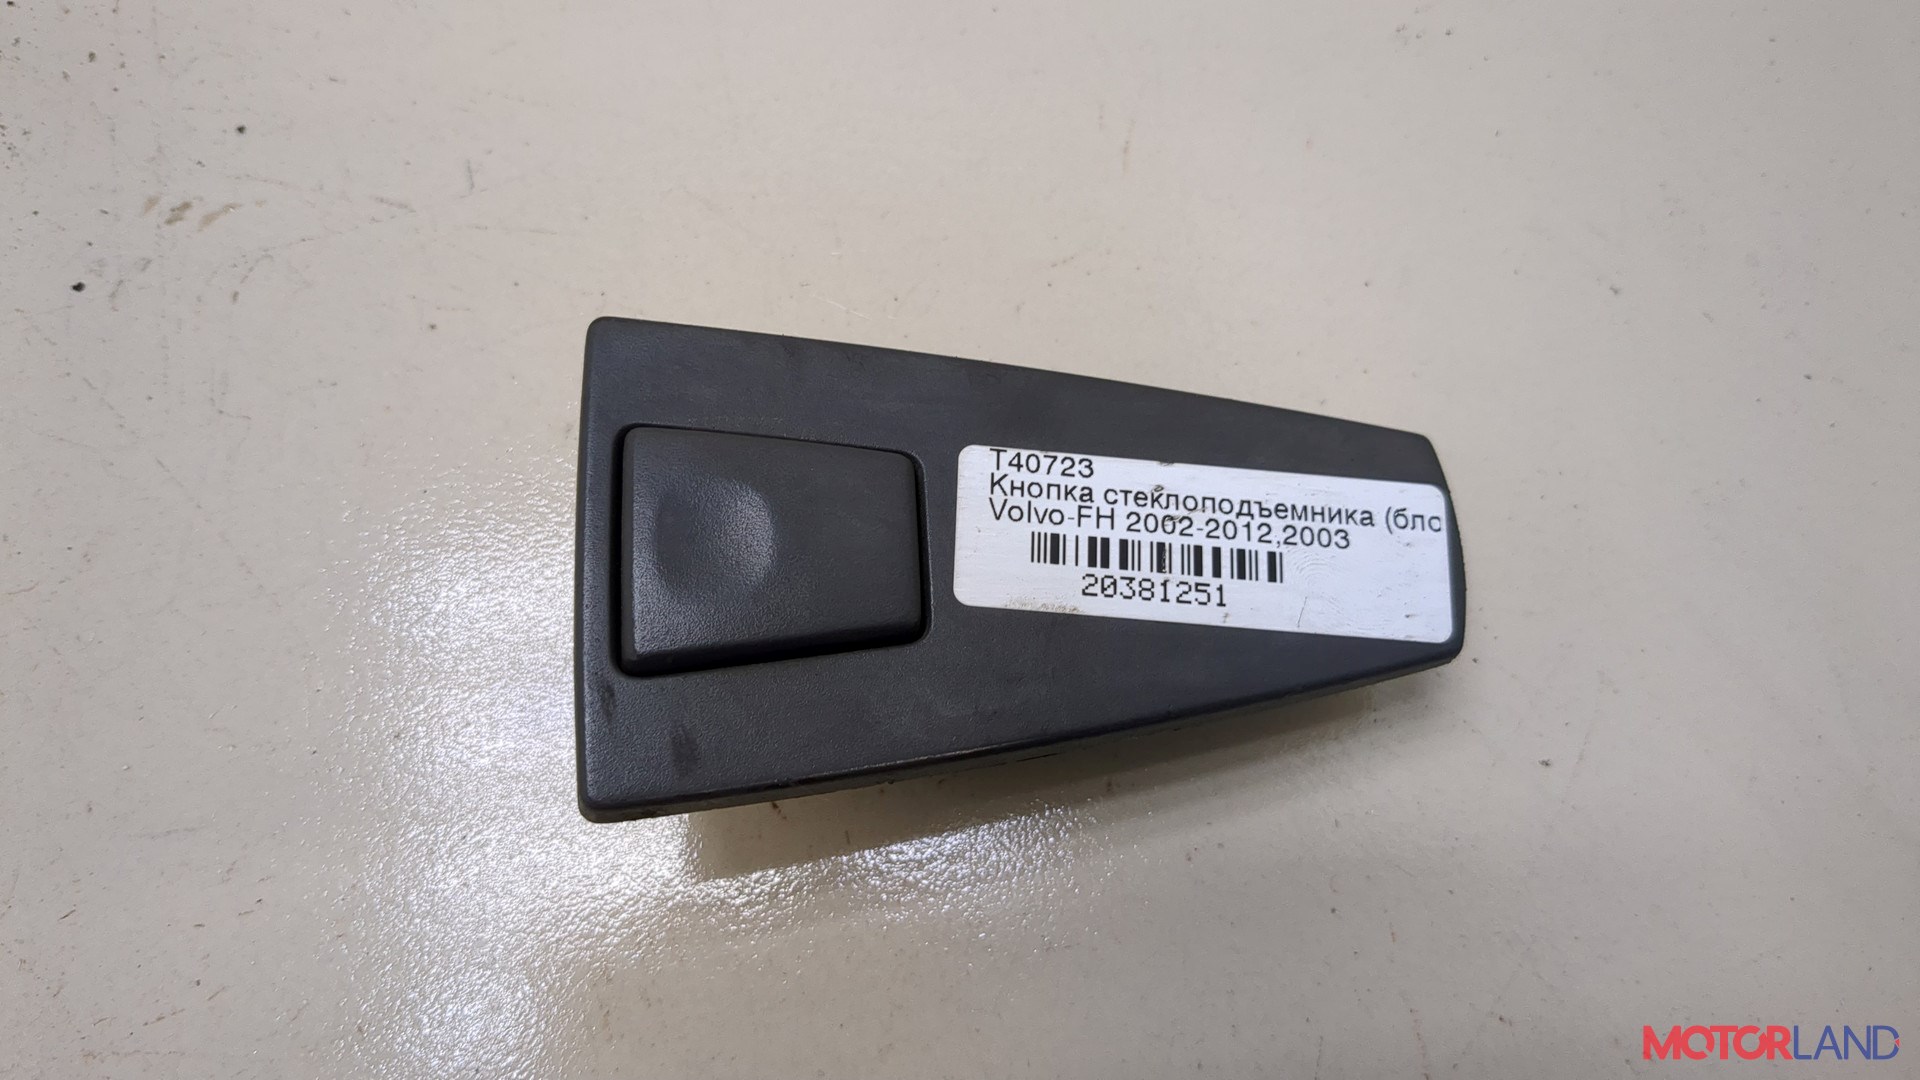 T40723
Кнопка стеклоподъемника (бло
Volvo-FH 2002-2012,2003
20381251
MOTORLAND